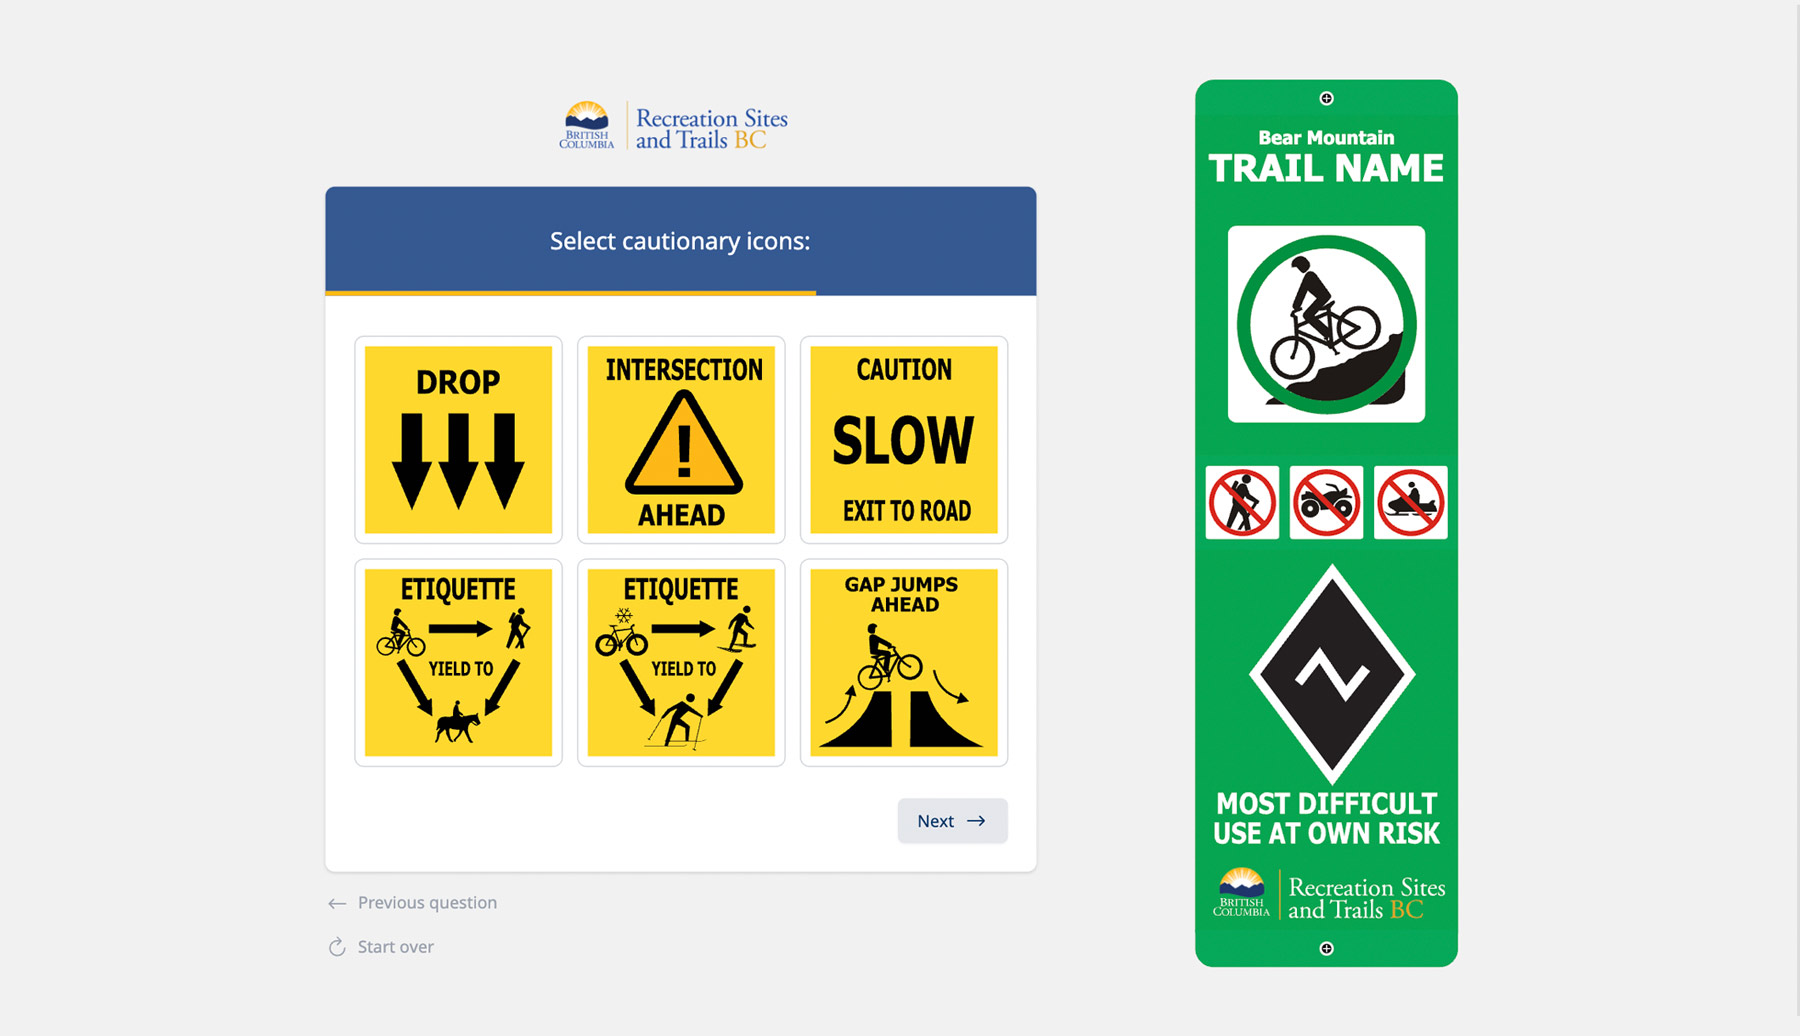 BRITISH
COLUMBIA
Recreation Sites
and Trails BC
Select cautionary icons:
DROP
INTERSECTION
!
AHEAD
CAUTION
SLOW
EXIT TO ROAD
ETIQUETTE
YIELD TO
ETIQUETTE
YIELD TO
GAP JUMPS
AHEAD
Next →
← Previous question
Start over
Bear Mountain
TRAIL NAME
MOST DIFFICULT
USE AT OWN RISK
BRITISH
COLUMBIA
Recreation Sites
and Trails BC